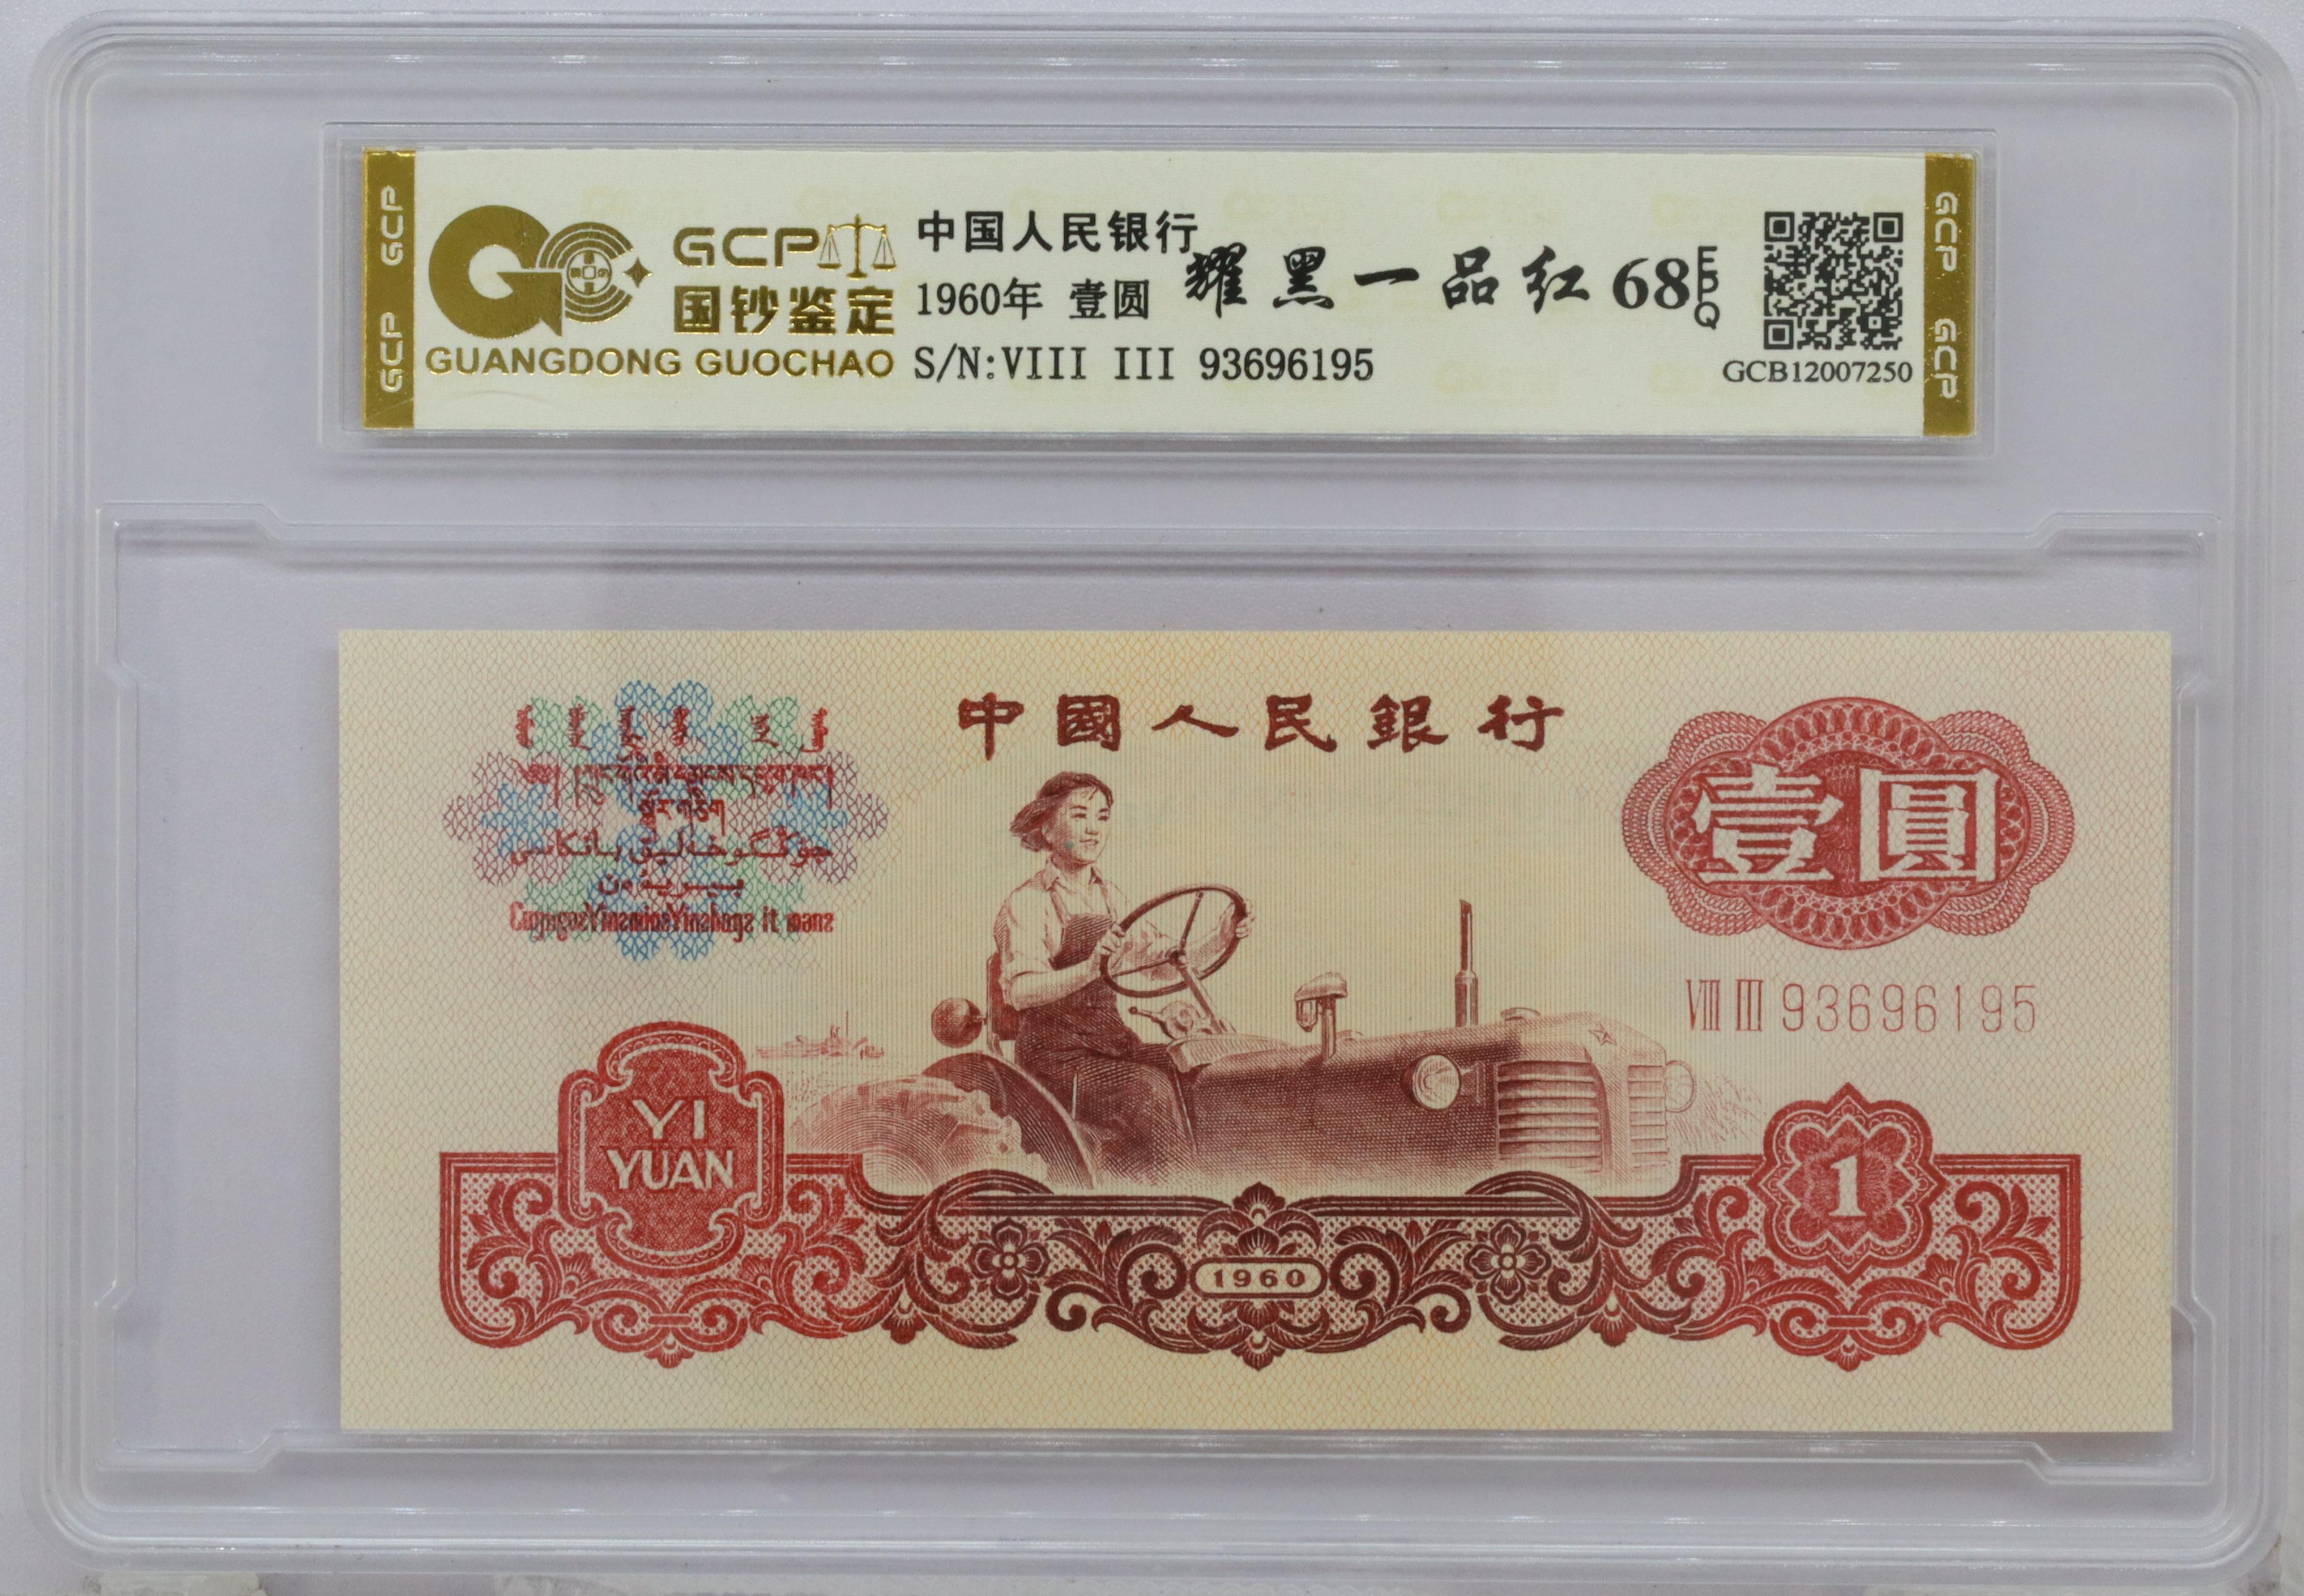 GCP
GCP
GCP
国钞鉴定
GUANGDONG GUOCHAO
中国人民银行
1960年 壹圆
耀黑一品红 68 EPQ
S/N:VIII III 93696195
GCB12007250
GCP
GCP
中國人民銀行
壹圓
VIII III 93696195
YI
YUAN
1960
1